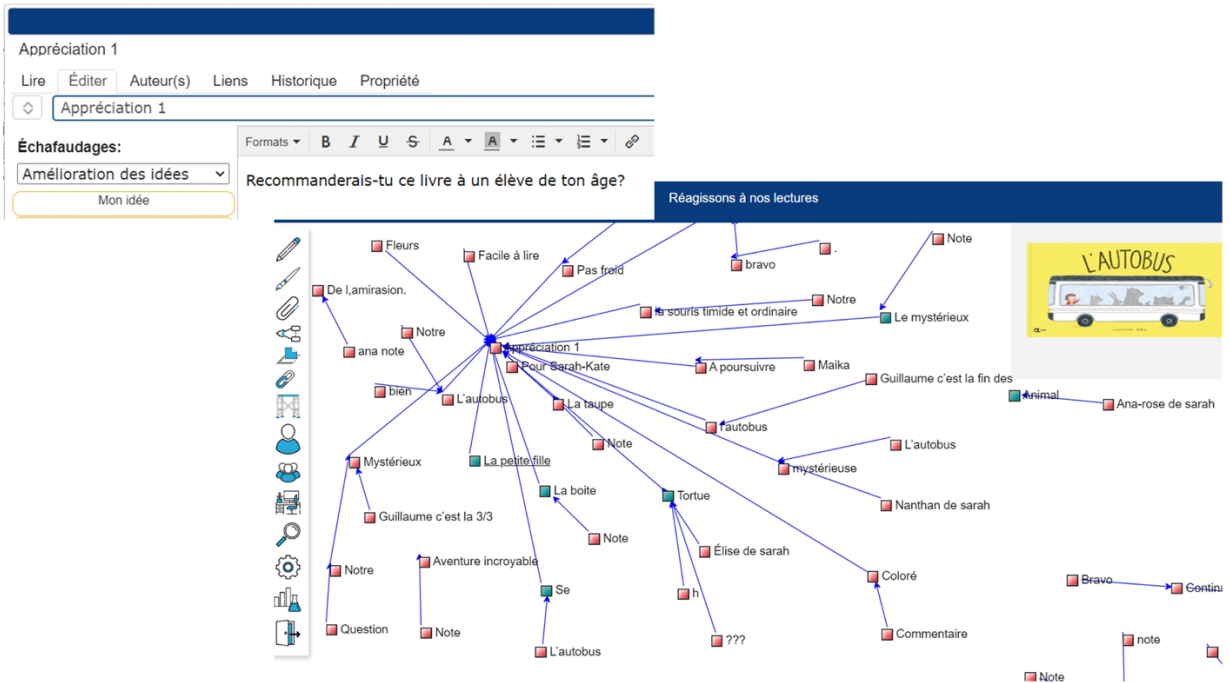 Appréciation 1
Lire Éditer Auteur(s) Liens Historique Propriété
Appréciation 1
Échafaudages:
Amélioration des idées
Mon idée
Formats B I U S A A
Recommanderais-tu ce livre à un élève de ton âge?
Réagissons à nos lectures
Fleurs
Facile à lire
Pas froid
bravo
.
Note
L'AUTOBUS
De l,amirasion.
Notre
la souris timide et ordinaire
Notre
Le mystérieux
ana note
Appréciation 1
Pour Sarah-Kate
A poursuivre
Maika
Guillaume c'est la fin des
bien
L'autobus
La taupe
l'autobus
Animal
Ana-rose de sarah
Note
L'autobus
Mystérieux
La petite fille
mystérieuse
La boite
Tortue
Nanthan de sarah
Guillaume c'est la 3/3
Note
Élise de sarah
Notre
Aventure incroyable
Se
h
Coloré
Bravo
Contin
Question
Note
L'autobus
???
Commentaire
note
Note